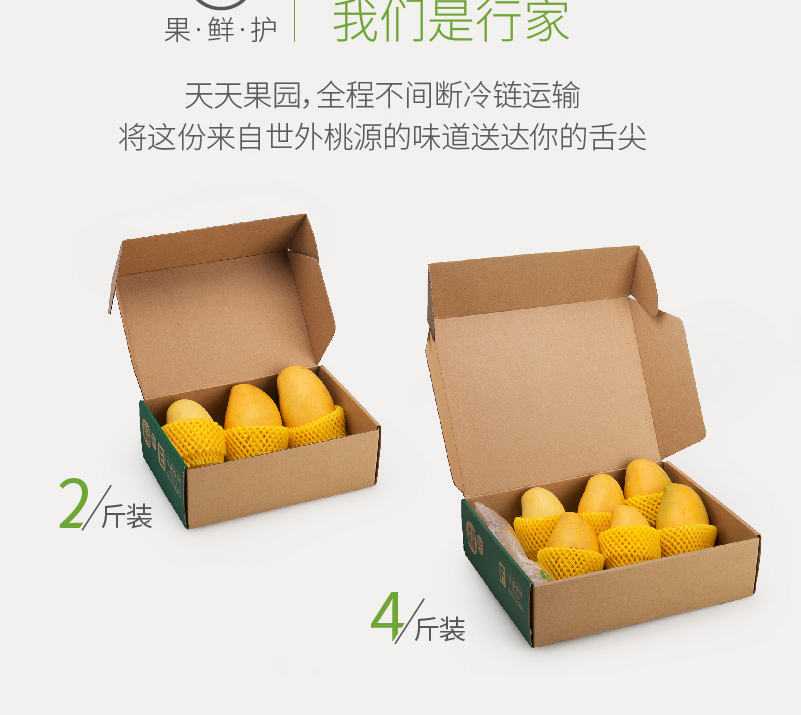 果·鲜·护
我们是行家
天天果园,全程不间断冷链运输
将这份来自世外桃源的味道送达你的舌尖
2/斤装
4/斤装